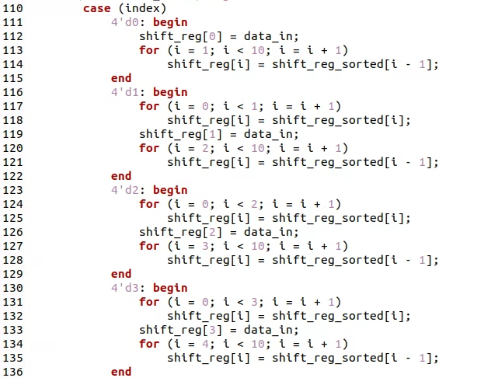 110 case (index)
111 4'd0: begin
112 shift_reg[0] = data_in;
113 for (i = 1; i < 10; i = i + 1)
114 shift_reg[i] = shift_reg_sorted[i - 1];
115 end
116 4'd1: begin
117 for (i = 0; i < 1; i = i + 1)
118 shift_reg[i] = shift_reg_sorted[i];
119 shift_reg[1] = data_in;
120 for (i = 2; i < 10; i = i + 1)
121 shift_reg[i] = shift_reg_sorted[i - 1];
122 end
123 4'd2: begin
124 for (i = 0; i < 2; i = i + 1)
125 shift_reg[i] = shift_reg_sorted[i];
126 shift_reg[2] = data_in;
127 for (i = 3; i < 10; i = i + 1)
128 shift_reg[i] = shift_reg_sorted[i - 1];
129 end
130 4'd3: begin
131 for (i = 0; i < 3; i = i + 1)
132 shift_reg[i] = shift_reg_sorted[i];
133 shift_reg[3] = data_in;
134 for (i = 4; i < 10; i = i + 1)
135 shift_reg[i] = shift_reg_sorted[i - 1];
136 end